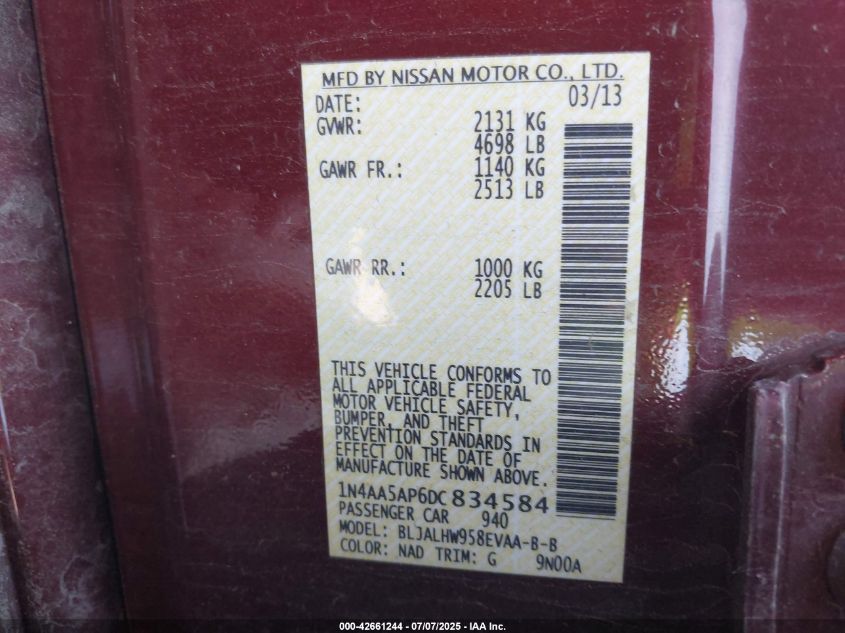 MFD BY NISSAN MOTOR CO., LTD.
DATE: 03/13
GVWR: 2131 KG
4698 LB
GAWR FR.: 1140 KG
2513 LB
GAWR RR.: 1000 KG
2205 LB
THIS VEHICLE CONFORMS TO
ALL APPLICABLE FEDERAL
MOTOR VEHICLE SAFETY,
BUMPER, AND THEFT
PREVENTION STANDARDS IN
EFFECT ON THE DATE OF
MANUFACTURE SHOWN ABOVE.
1N4AA5AP6DC834584
PASSENGER CAR 940
MODEL: BLJALHW958EVAA-B-B
COLOR: NAD TRIM: G 9N00A
000-42661244 / 07/07/2025 - IAA Inc.